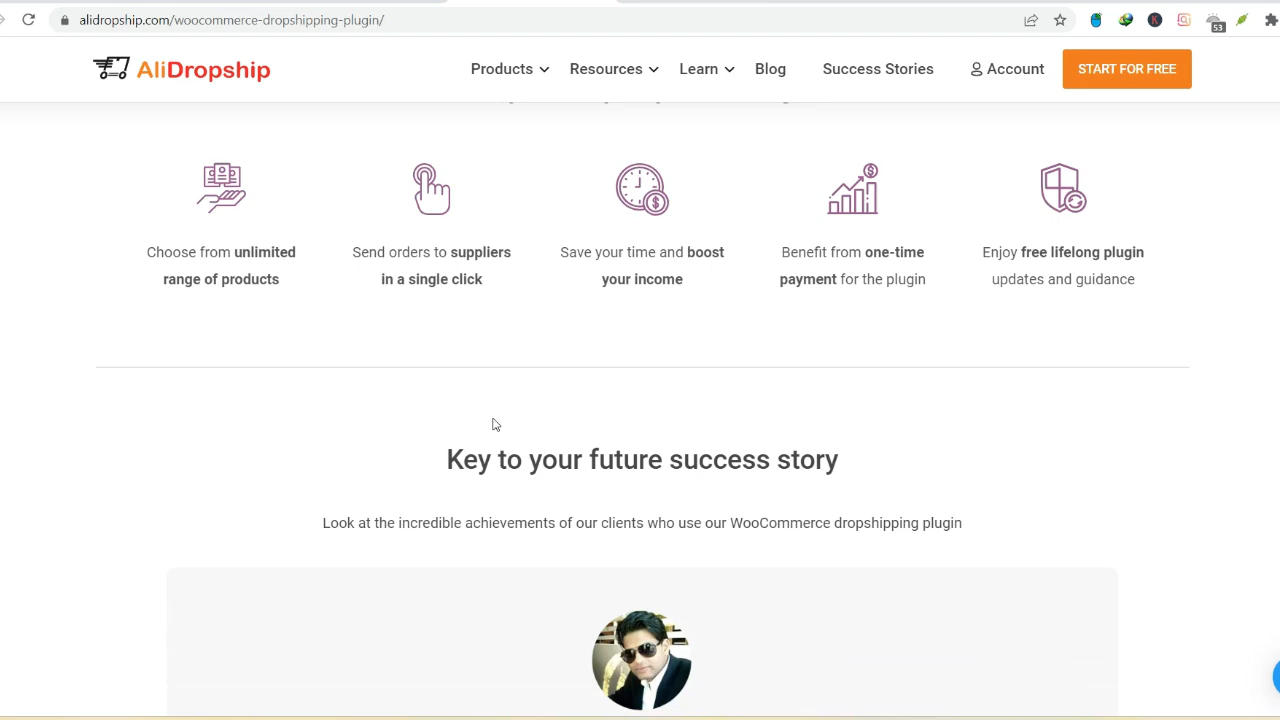 alidropship.com/woocommerce-dropshipping-plugin/
53
AliDropship
Products
Resources
Learn
Blog
Success Stories
Account
START FOR FREE
Choose from unlimited
range of products
Send orders to suppliers
in a single click
Save your time and boost
your income
Benefit from one-time
payment for the plugin
Enjoy free lifelong plugin
updates and guidance
Key to your future success story
Look at the incredible achievements of our clients who use our WooCommerce dropshipping plugin